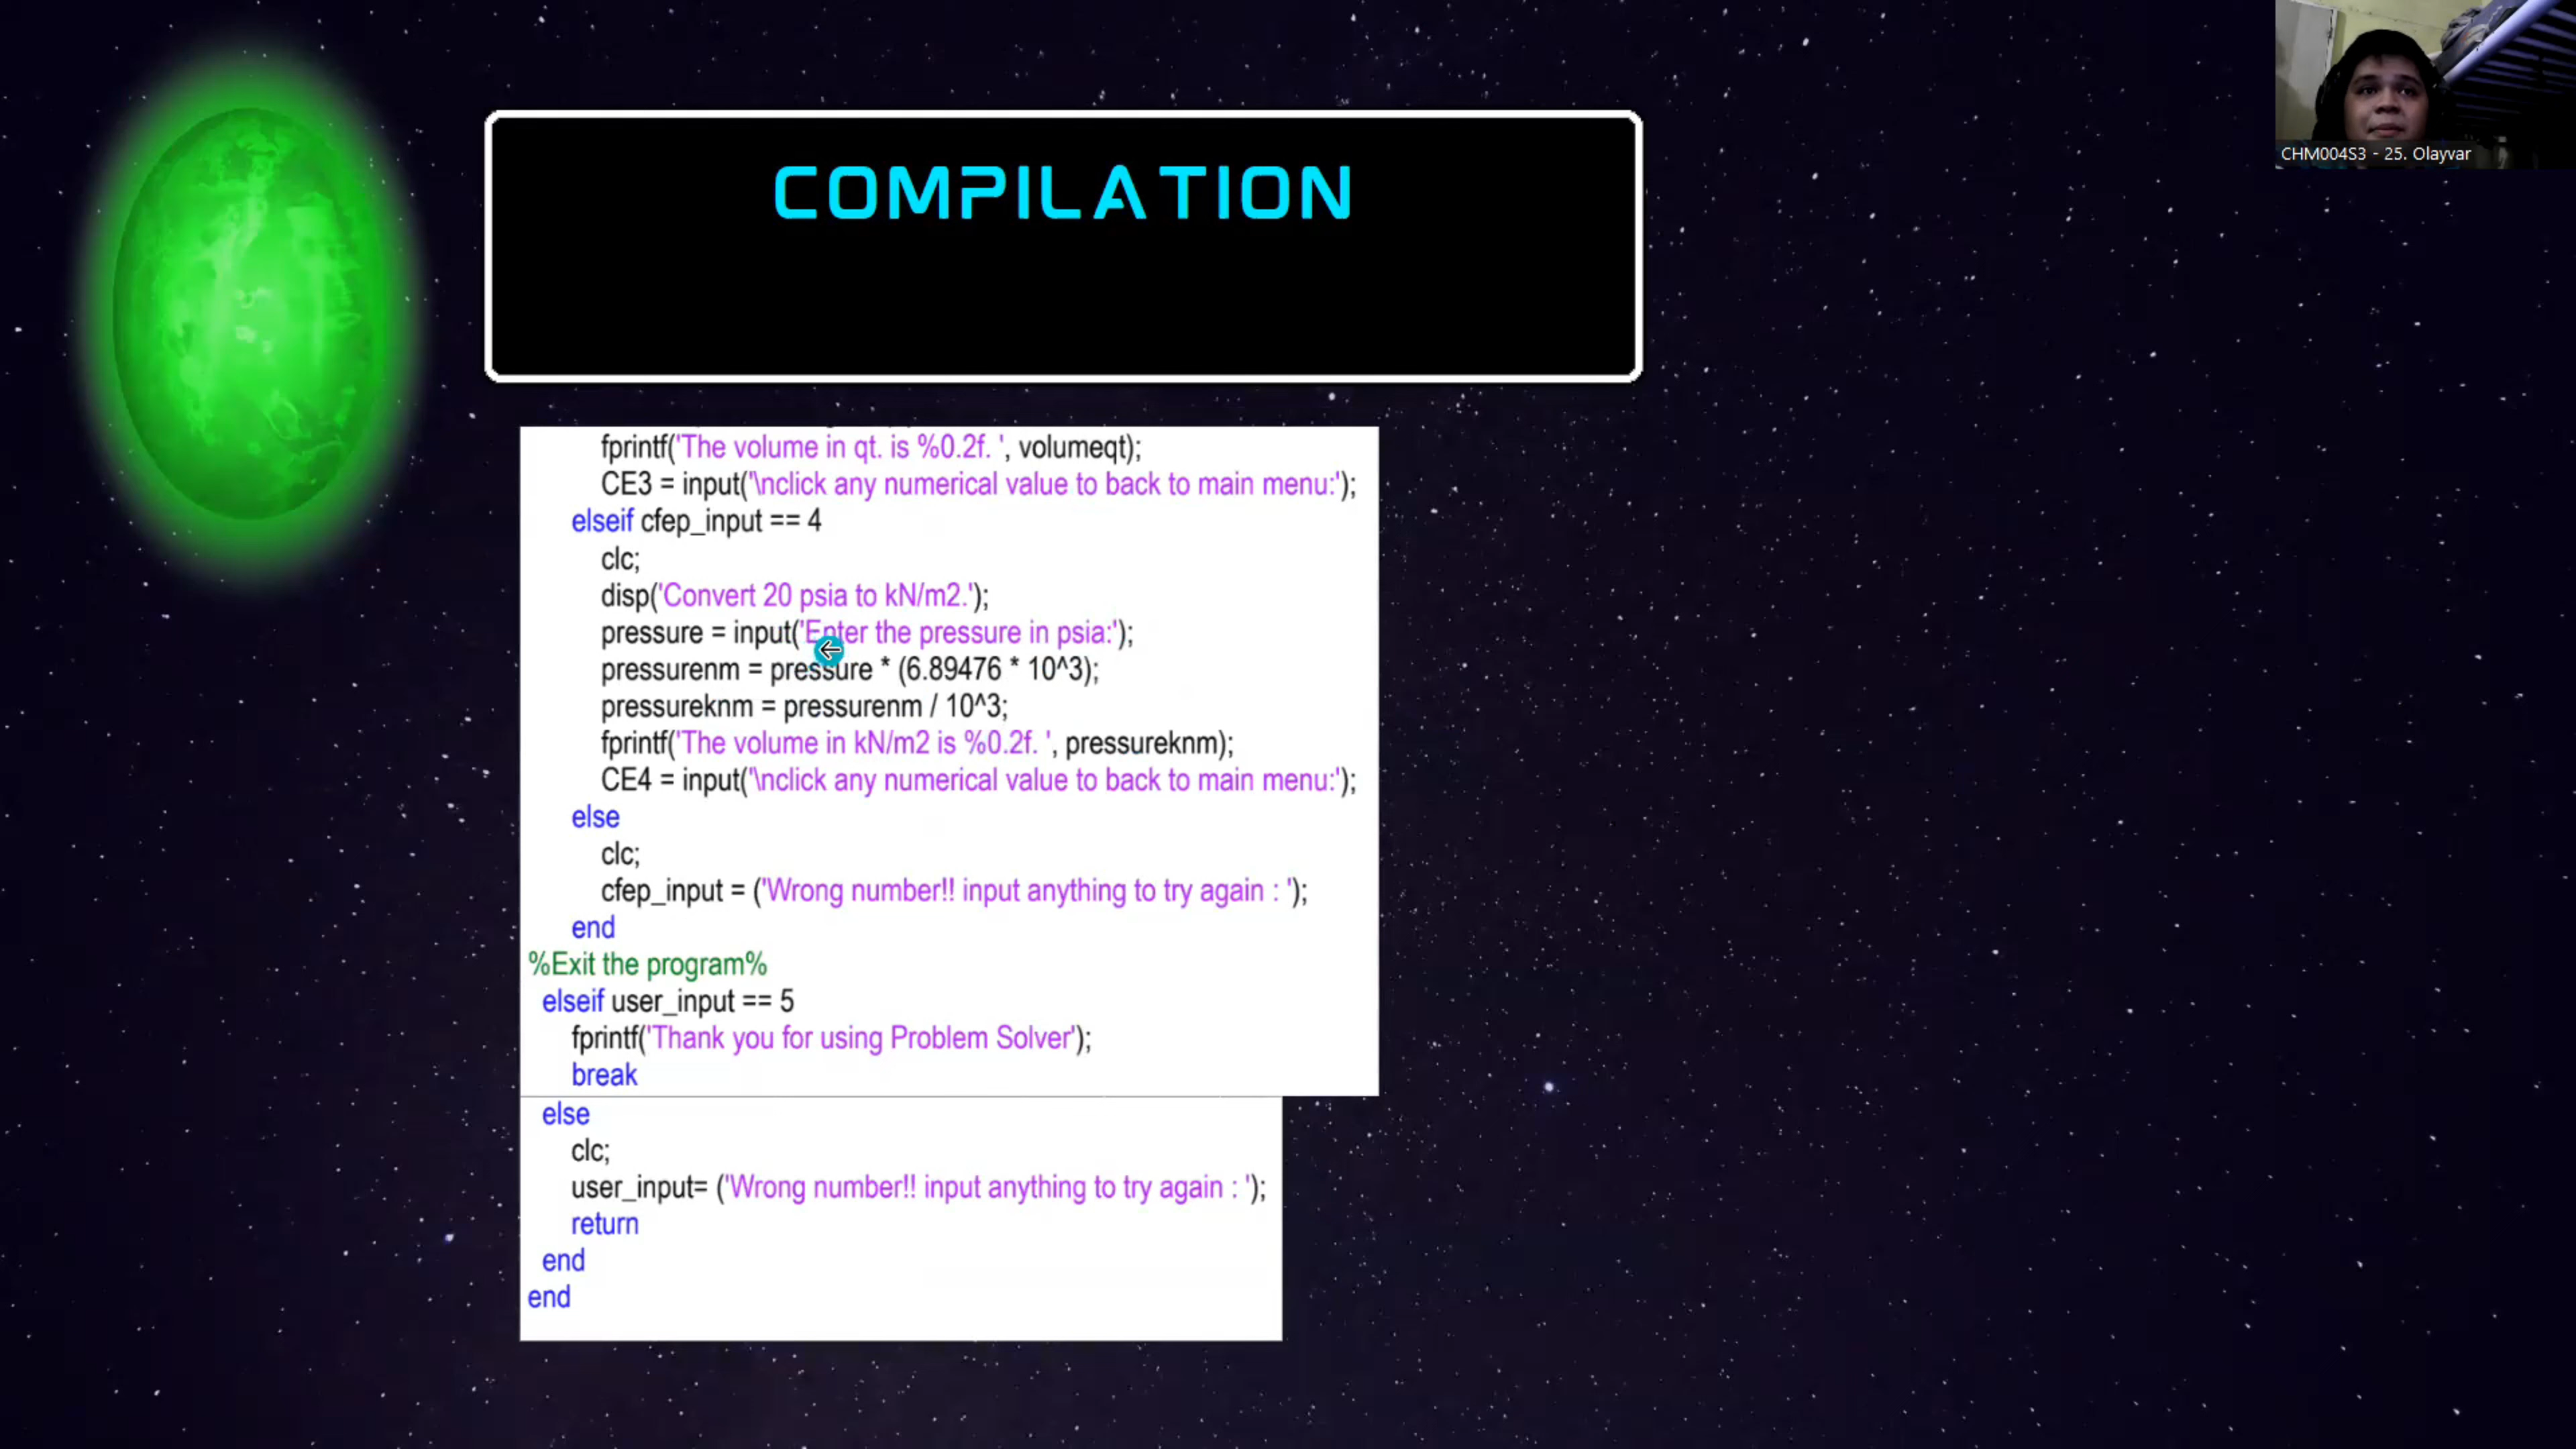 CHM004S3 - 25. Olayvar
COMPILATION
fprintf('The volume in qt. is %0.2f. ', volumeqt);
CE3 = input('\nclick any numerical value to back to main menu:');
elseif cfep_input == 4
clc;
disp('Convert 20 psia to kN/m2.');
pressure = input('Enter the pressure in psia:');
pressurenm = pressure * (6.89476 * 10^3);
pressureknm = pressurenm / 10^3;
fprintf('The volume in kN/m2 is %0.2f. ', pressureknm);
CE4 = input('\nclick any numerical value to back to main menu:');
else
clc;
cfep_input = ('Wrong number!! input anything to try again : ');
end
%Exit the program%
elseif user_input == 5
fprintf('Thank you for using Problem Solver');
break
else
clc;
user_input= ('Wrong number!! input anything to try again : ');
return
end
end